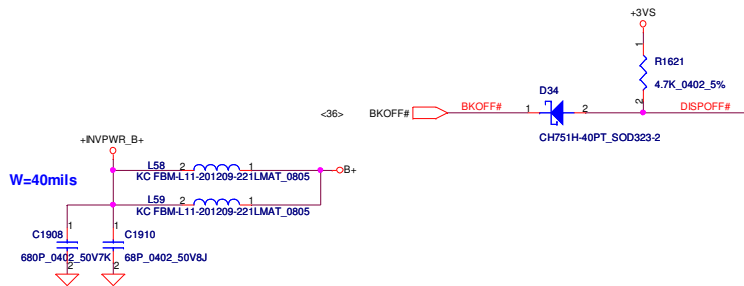 +3VS
1
R1621
4.7K_0402_5%
2
D34
<36>
BKOFF#
BKOFF#
1
2
DISPOFF#
CH751H-40PT_SOD323-2
+INVPWR_B+
W=40mils
L58
2
1
KC FBM-L11-201209-221LMAT_0805
B+
L59
2
1
KC FBM-L11-201209-221LMAT_0805
1
1
C1908
C1910
680P_0402_50V7K
68P_0402_50V8J
2
2